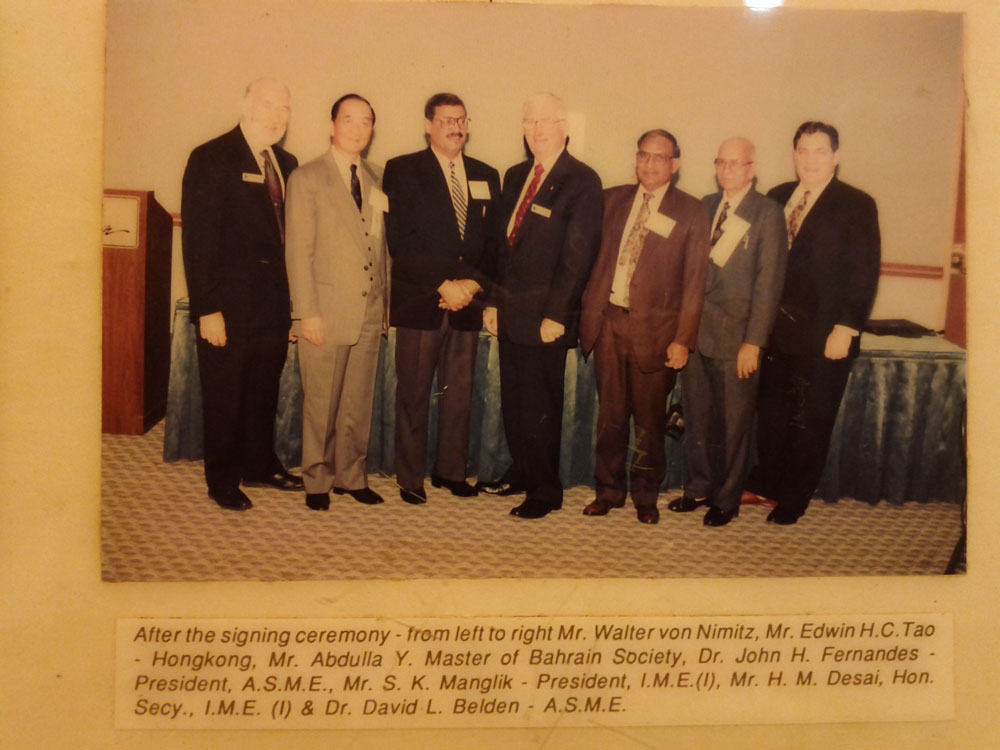 After the signing ceremony - from left to right Mr. Walter von Nimitz, Mr. Edwin H.C.Tao
- Hongkong, Mr. Abdulla Y. Master of Bahrain Society, Dr. John H. Fernandes -
President, A.S.M.E., Mr. S. K. Manglik - President, I.M.E.(I), Mr. H. M. Desai, Hon.
Secy., I.M.E. (I) & Dr. David L. Belden - A.S.M.E.